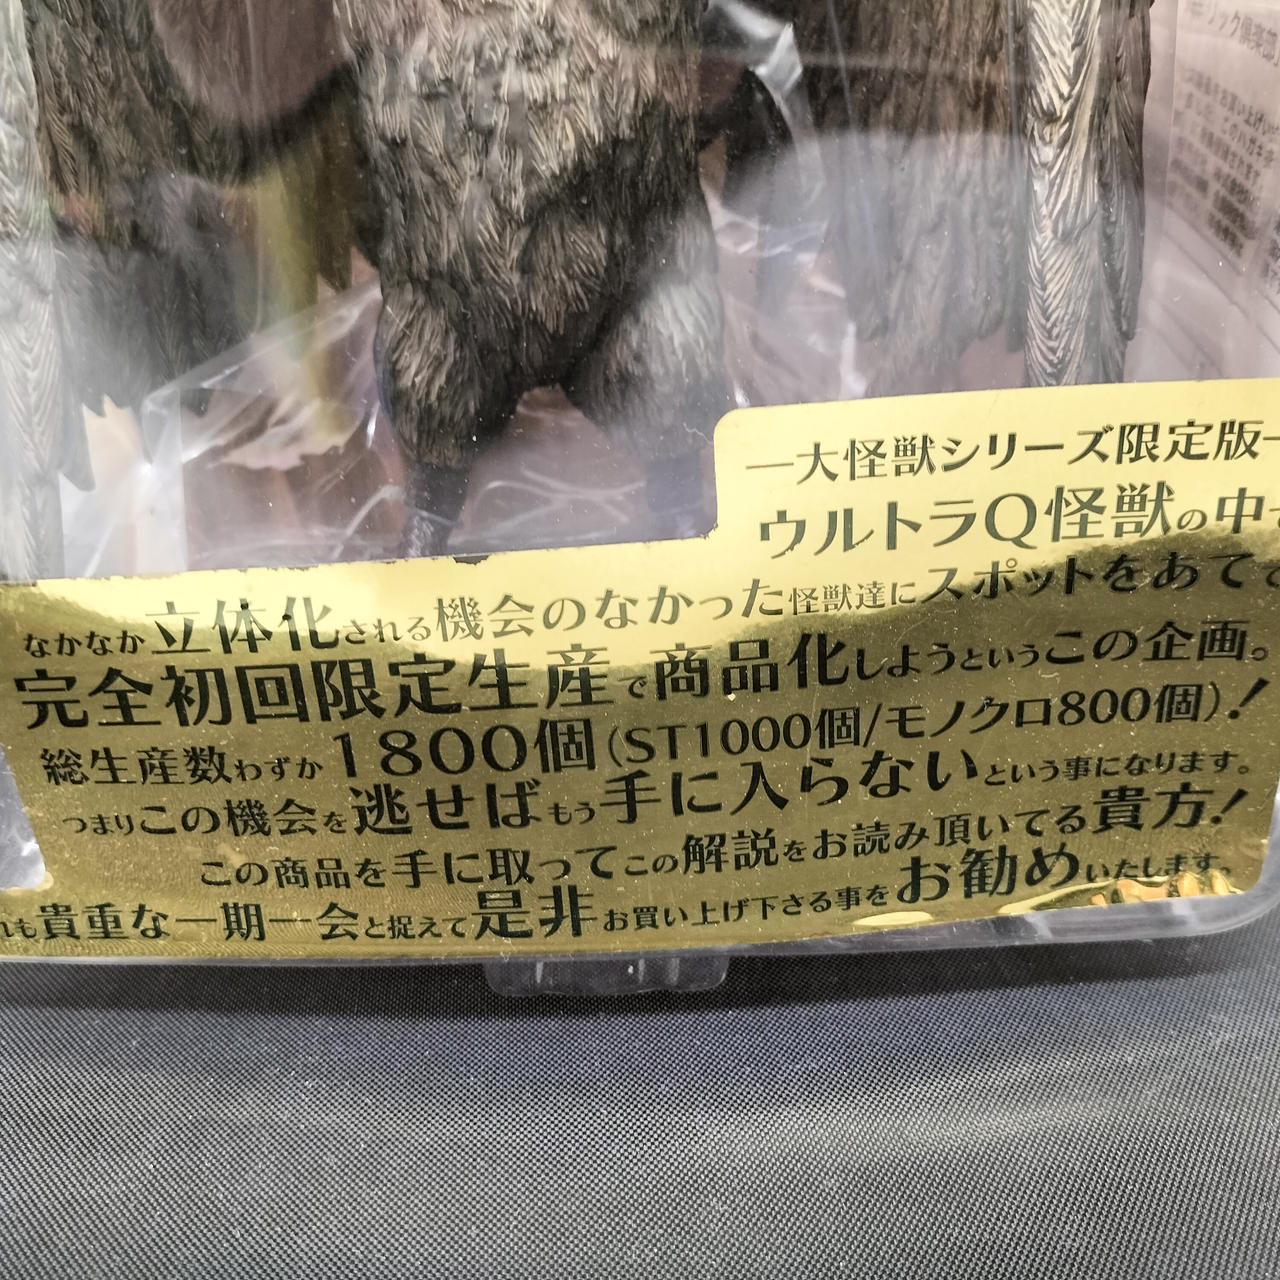 ―大怪獣シリーズ限定版―
ウルトラQ怪獣の中
なかなか立体化される機会のなかった怪獣達にスポットをあてて
完全初回限定生産で商品化しようというこの企画。
総生産数わずか1800個(ST1000個/モノクロ800個)!
つまりこの機会を逃せばもう手に入らないという事になります。
この商品を手に取ってこの解説をお読み頂いてる貴方!
れも貴重な一期一会と捉えて是非お買い上げ下さる事をお勧めいたします。